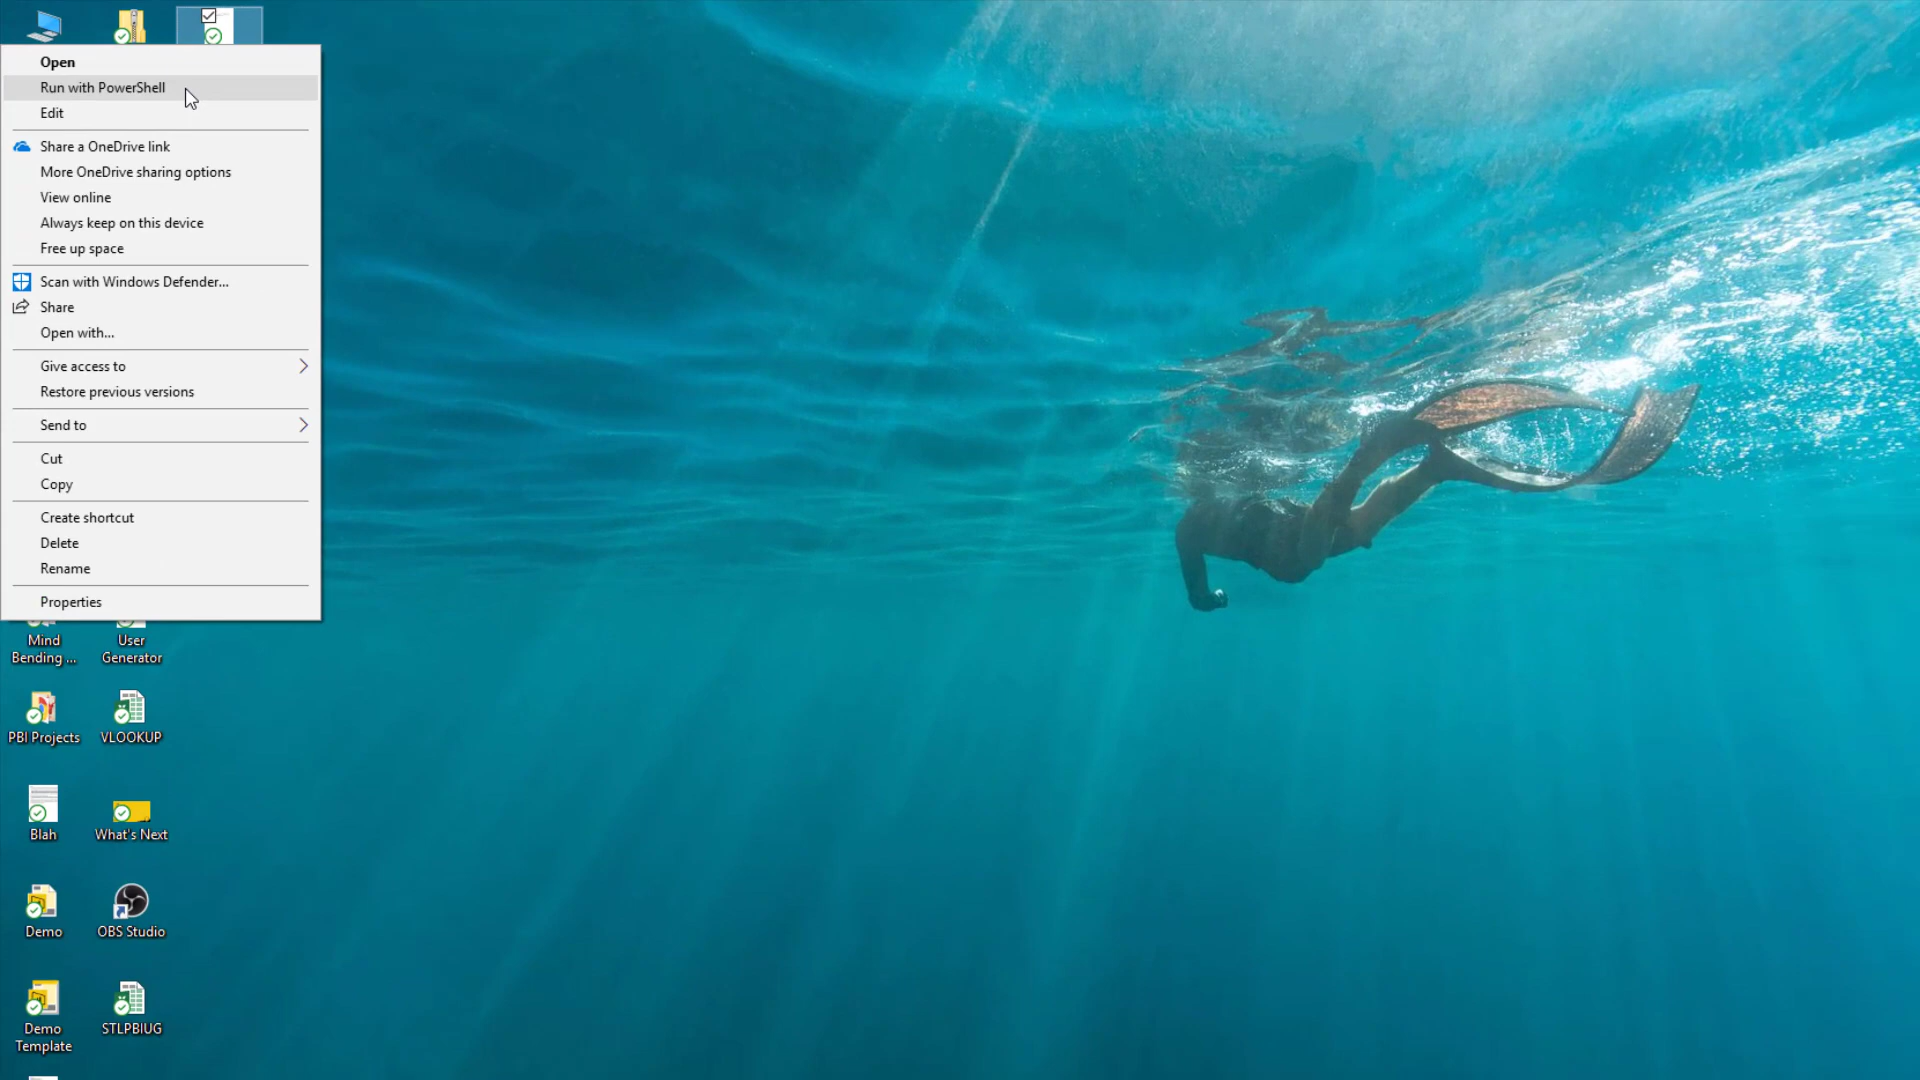 Open
Run with PowerShell
Edit
Share a OneDrive link
More OneDrive sharing options
View online
Always keep on this device
Free up space
Scan with Windows Defender...
Share
Open with...
Give access to
Restore previous versions
Send to
Cut
Copy
Create shortcut
Delete
Rename
Properties
Mind
Bending ...
User
Generator
PBI Projects
VLOOKUP
Blah
What's Next
Demo
OBS Studio
Demo
Template
STLPBIUG